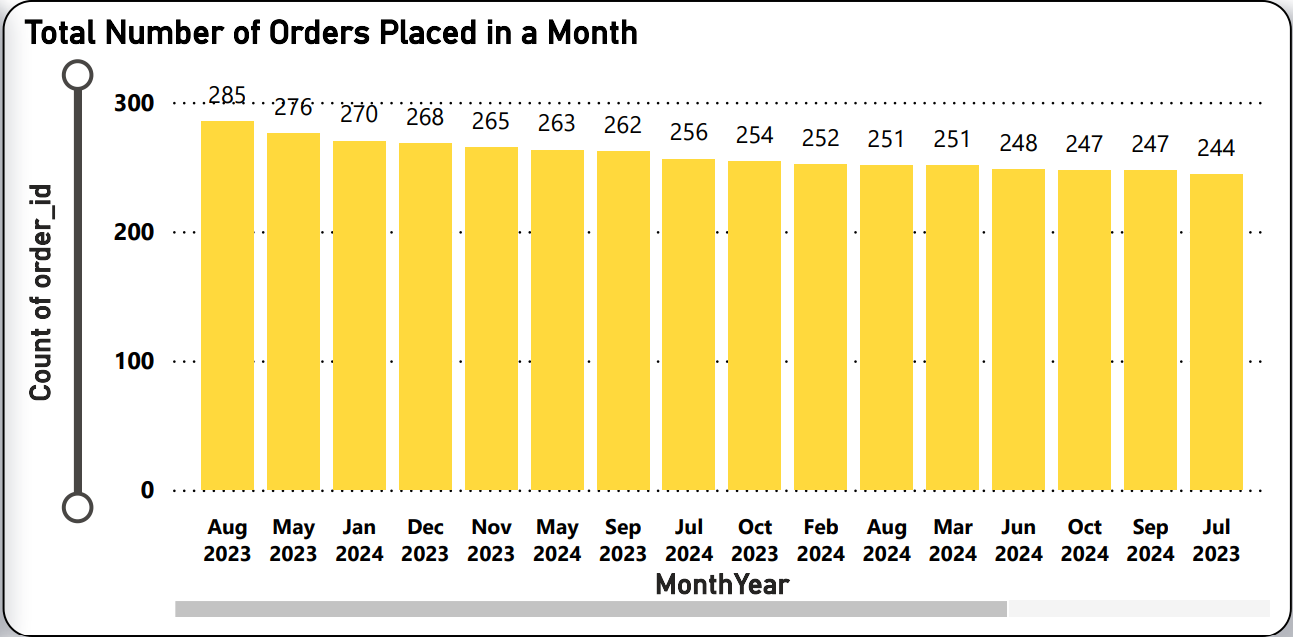 Total Number of Orders Placed in a Month
Count of order_id
300
200
100
0
285 276 270 268 265 263 262 256 254 252 251 251 248 247 247 244
Aug May Jan Dec Nov May Sep Jul Oct Feb Aug Mar Jun Oct Sep Jul
2023 2023 2024 2023 2023 2024 2023 2024 2023 2024 2024 2024 2024 2024 2024 2023
MonthYear